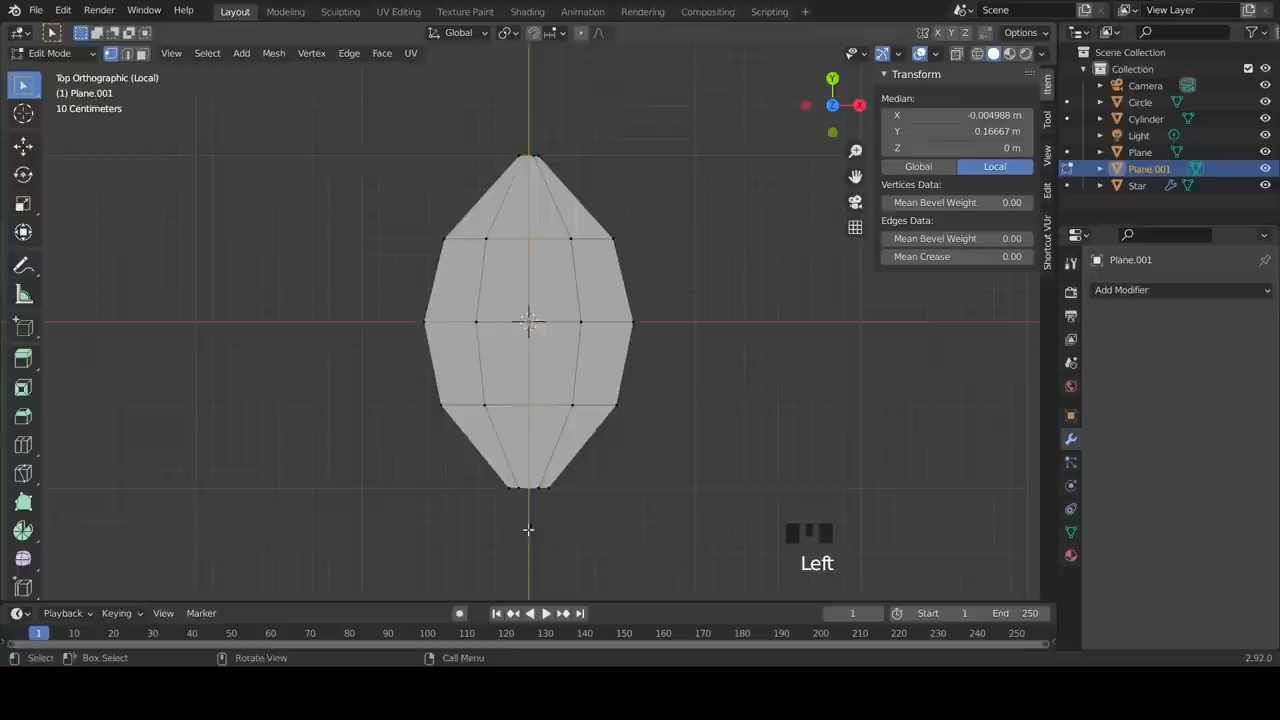 File Edit Render Window Help Layout Modeling Sculpting UV Editing Texture Paint Shading Animation Rendering Compositing Scripting + Scene View Layer
Global X Y Z Options
Edit Mode View Select Add Mesh Vertex Edge Face UV
Top Orthographic (Local)
(1) Plane.001
10 Centimeters
Y
Z
X
Transform
Median:
X -0.004988 m
Y 0.16667 m
Z 0 m
Global Local
Vertices Data:
Mean Bevel Weight 0.00
Edges Data:
Mean Bevel Weight 0.00
Mean Crease 0.00
Item
Tool
View
Edit
Shortcut VUr
Scene Collection
Collection
Camera
Circle
Cylinder
Light
Plane
Plane.001
Star
Plane.001
Add Modifier
Left
Playback Keying View Marker 1 Start 1 End 250
1 10 20 30 40 50 60 70 80 90 100 110 120 130 140 150 160 170 180 190 200 210 220 230 240 250
Select Box Select Rotate View Call Menu 2.92.0